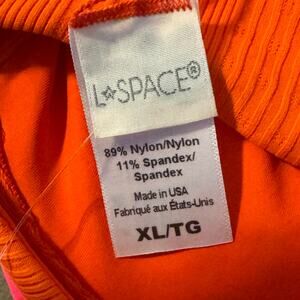 L☆SPACE®
89% Nylon/Nylon
11% Spandex/
Spandex
Made in USA
Fabriqué aux États-Unis
XL/TG